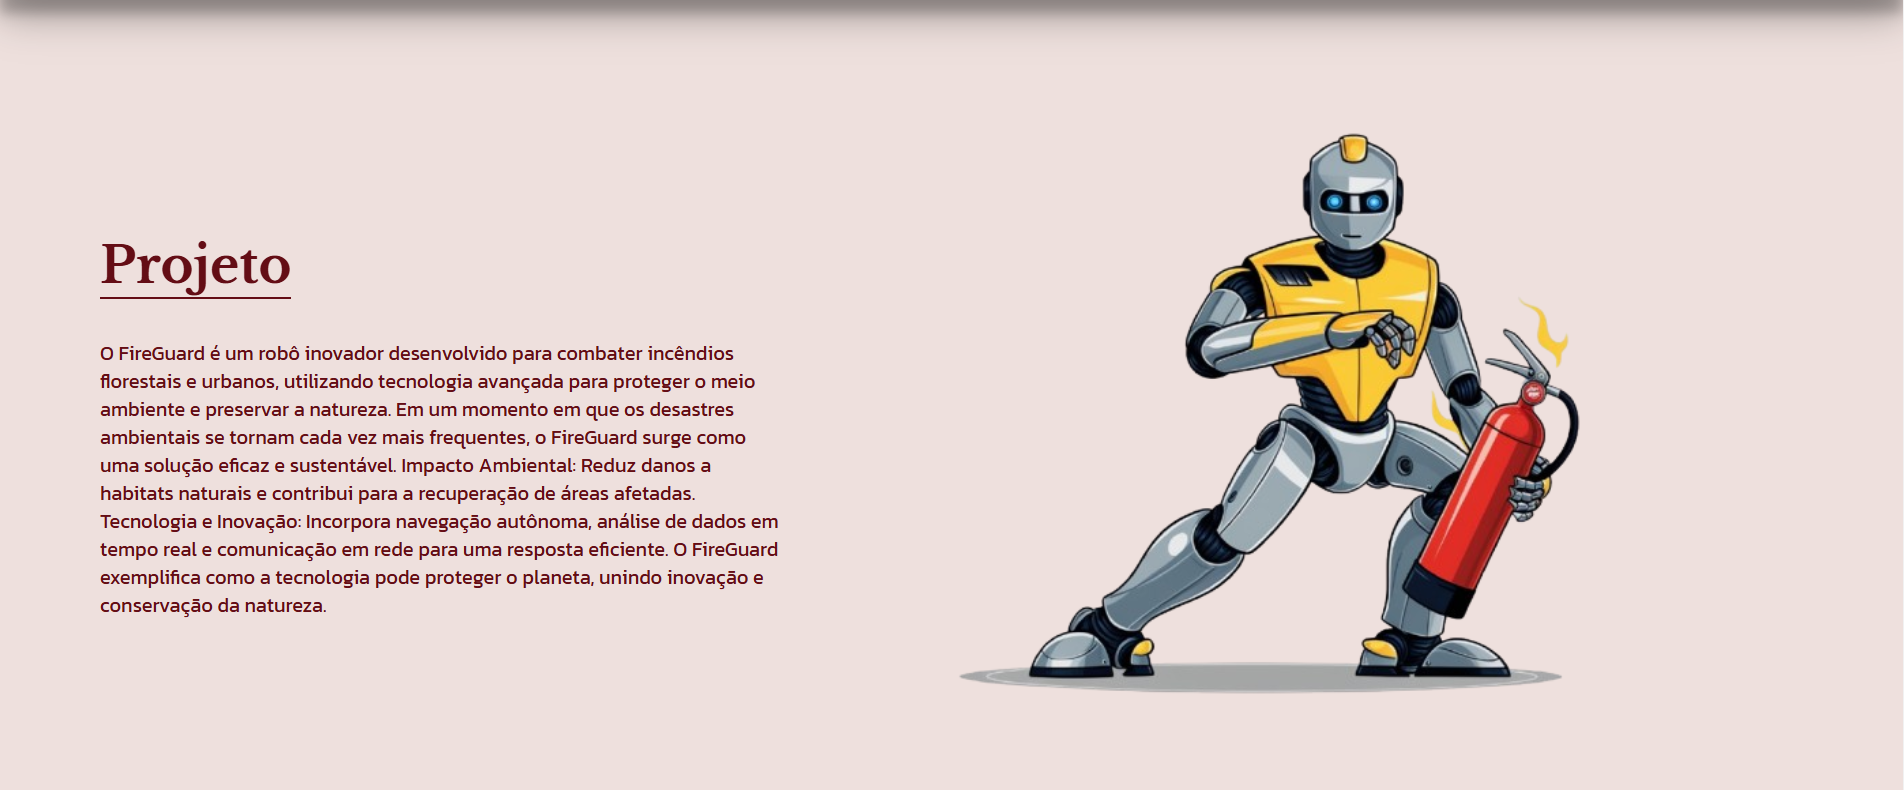 Projeto
O FireGuard é um robô inovador desenvolvido para combater incêndios
florestais e urbanos, utilizando tecnologia avançada para proteger o meio
ambiente e preservar a natureza. Em um momento em que os desastres
ambientais se tornam cada vez mais frequentes, o FireGuard surge como
uma solução eficaz e sustentável. Impacto Ambiental: Reduz danos a
habitats naturais e contribui para a recuperação de áreas afetadas.
Tecnologia e Inovação: Incorpora navegação autônoma, análise de dados em
tempo real e comunicação em rede para uma resposta eficiente. O FireGuard
exemplifica como a tecnologia pode proteger o planeta, unindo inovação e
conservação da natureza.